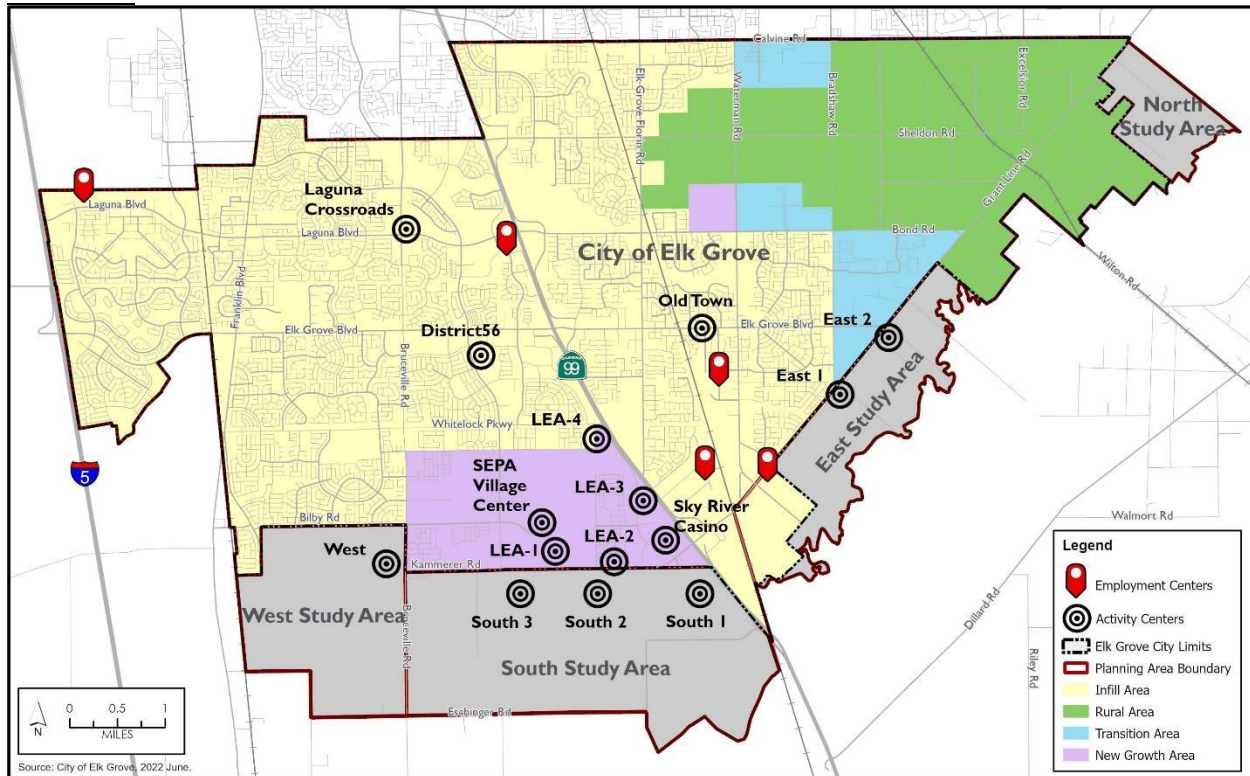 Calvine Rd
Elk Grove Florin Rd
Waterman Rd
Bradshaw Rd
Excelsior Rd
North
Study Area
Sheldon Rd
Grant Line Rd
Laguna Blvd
Laguna
Crossroads
Laguna Blvd
Bond Rd
Wilton Rd
City of Elk Grove
Franklin Blvd
Old Town
Elk Grove Blvd
District56
Elk Grove Blvd
East 2
Bruceville Rd
CALIFORNIA
99
East 1
East Study Area
Whitelock Pkwy
LEA-4
5
SEPA
Village
Center
LEA-3
Sky River
Casino
Bilby Rd
Walmort Rd
West
LEA-1
LEA-2
Kammerer Rd
Dillard Rd
West Study Area
Bruceville Rd
South 3
South 2
South 1
South Study Area
Riley Rd
Eschinger Rd
Legend
Employment Centers
Activity Centers
Elk Grove City Limits
Planning Area Boundary
Infill Area
Rural Area
Transition Area
New Growth Area
N
0 0.5 1
MILES
Source: City of Elk Grove, 2022 June.